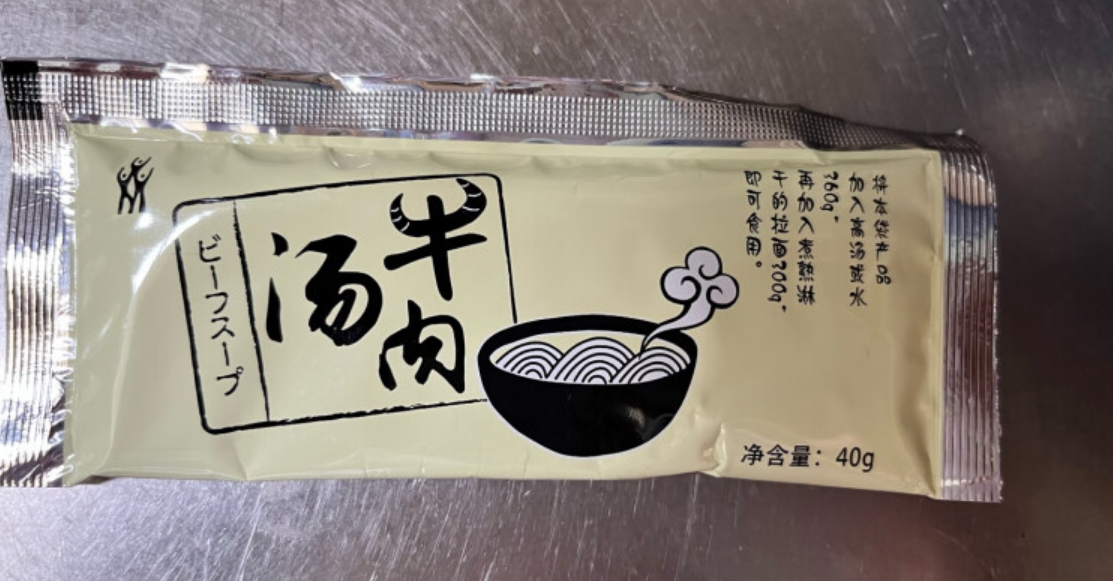 牛肉
汤
ビーフスープ
将本袋产品
加入高汤或水
360g，
再加入煮熟淋
干的拉面200g，
即可食用。
净含量：40g